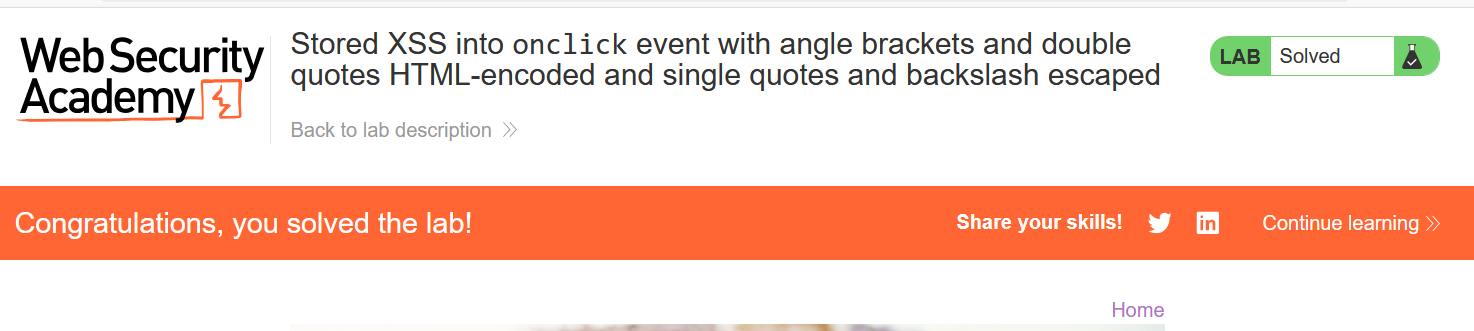 Web Security
Academy
Stored XSS into onclick event with angle brackets and double
quotes HTML-encoded and single quotes and backslash escaped
Back to lab description
LAB Solved
Congratulations, you solved the lab!
Share your skills!
Continue learning
Home